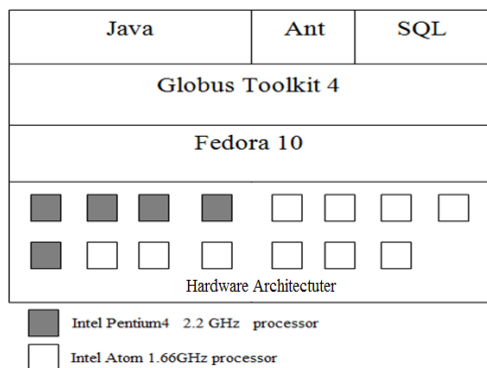 Java Ant SQL
Globus Toolkit 4
Fedora 10
Hardware Architectuter
Intel Pentium4 2.2 GHz processor
Intel Atom 1.66GHz processor